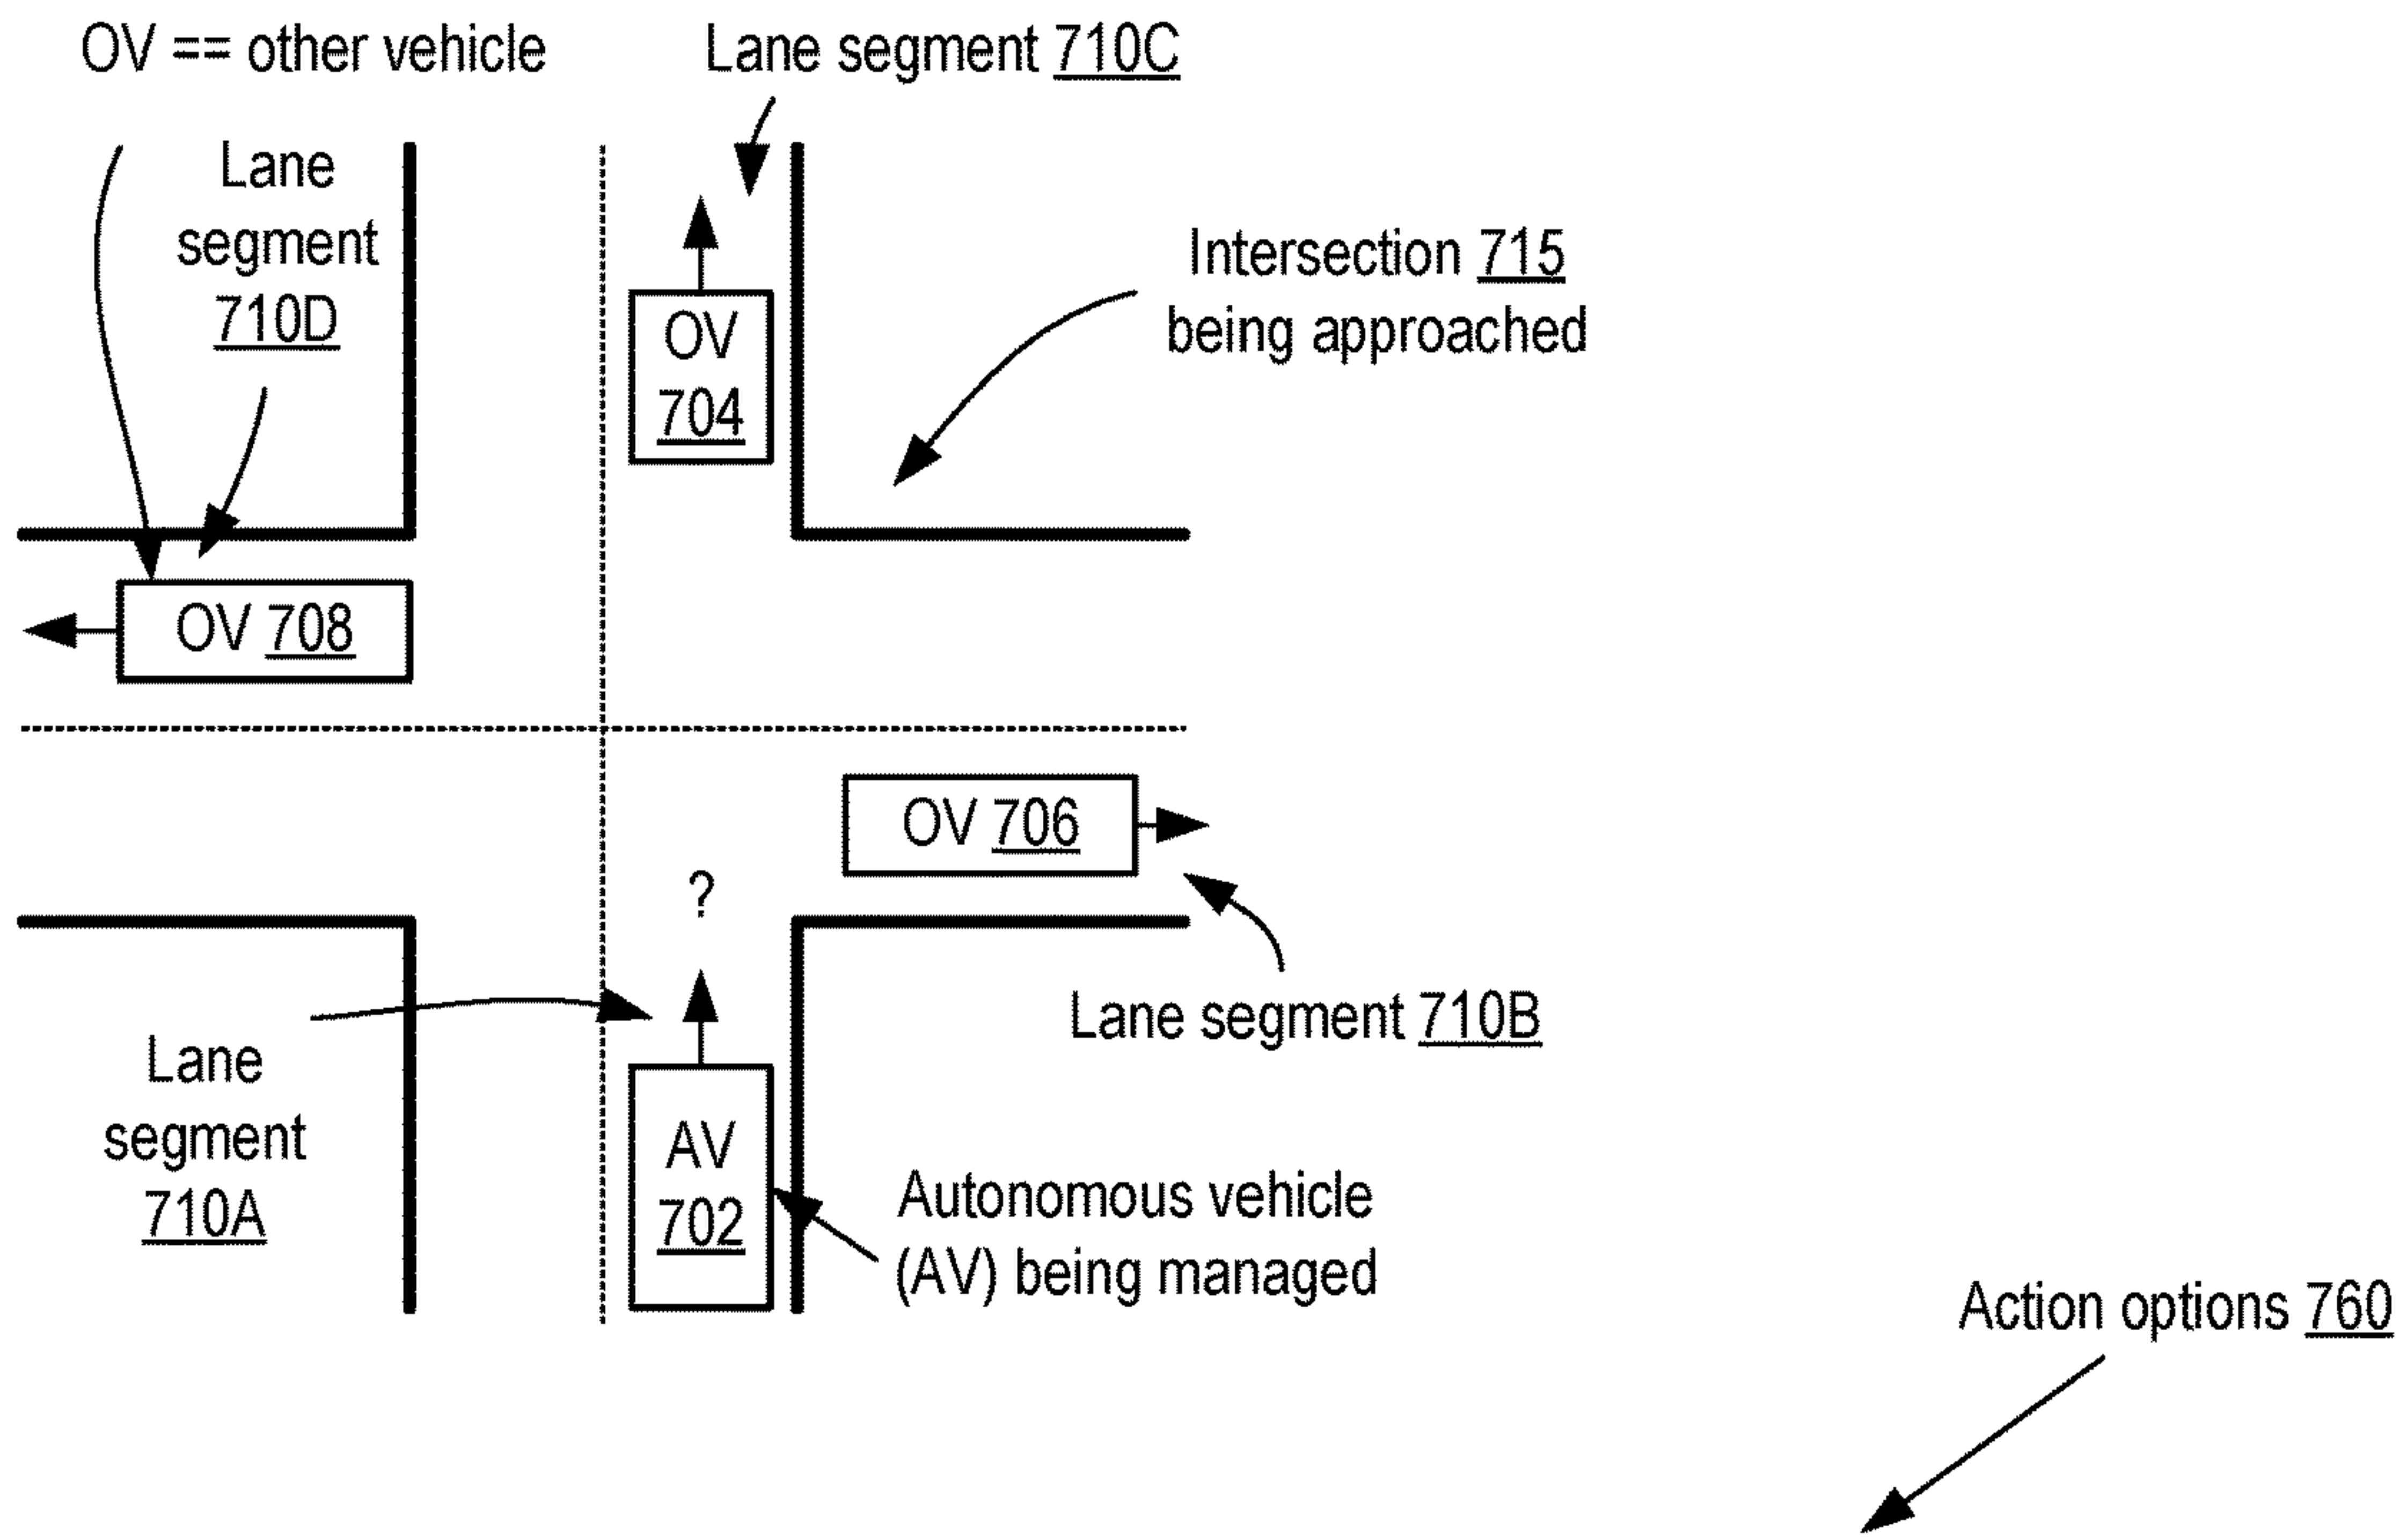 OV == other vehicle
Lane segment 710C
Lane
segment
710D
Intersection 715
being approached
OV
704
OV 708
OV 706
?
Lane segment 710B
Lane
segment
710A
AV
702
Autonomous vehicle
(AV) being managed
Action options 760